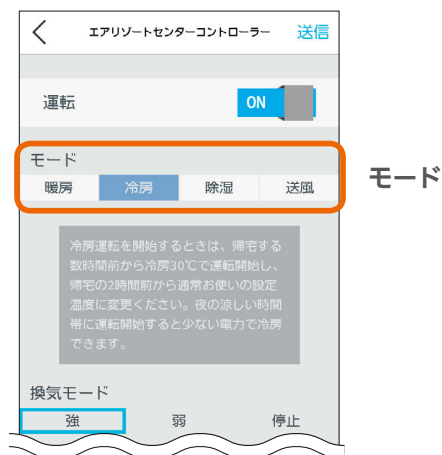 エアリゾートセンターコントローラー 送信
運転 ON
モード
暖房 冷房 除湿 送風
モード
冷房運転を開始するときは、帰宅する
数時間前から冷房30℃で運転開始し、
帰宅の2時間前から通常お使いの設定
温度に変更ください。夜の涼しい時間
帯に運転開始すると少ない電力で冷房
できます。
換気モード
強 弱 停止